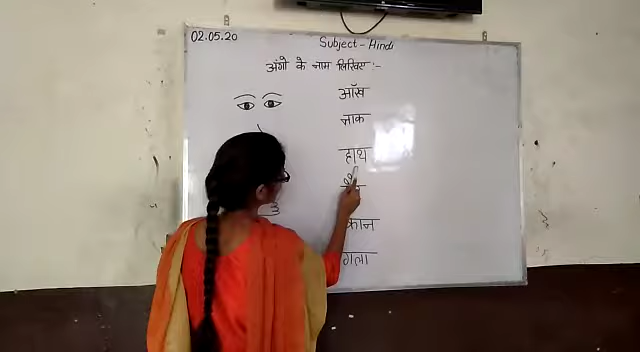 02.05.20
Subject - Hindi
अंगो के नाम लिखिए :-
आँख
नाक
हाथ
कान
गला